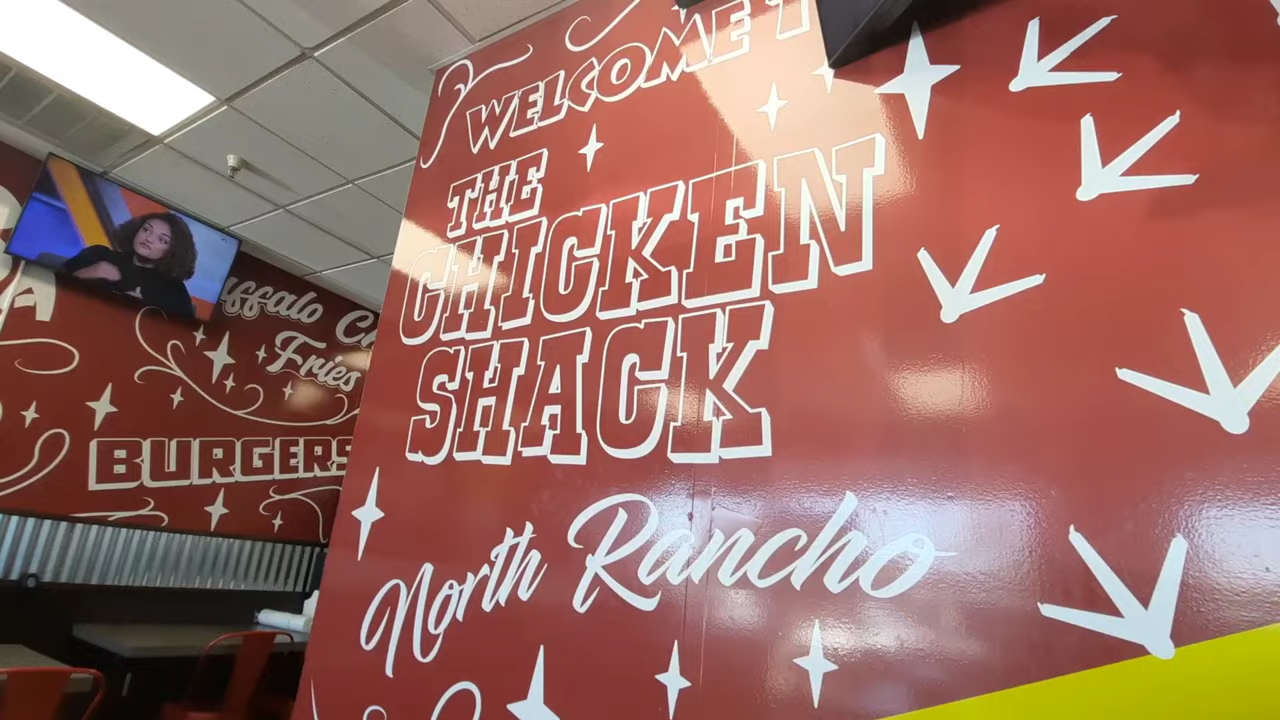 WELCOME
THE
CHICKEN
SHACK
North Rancho
Fries
BURGERS